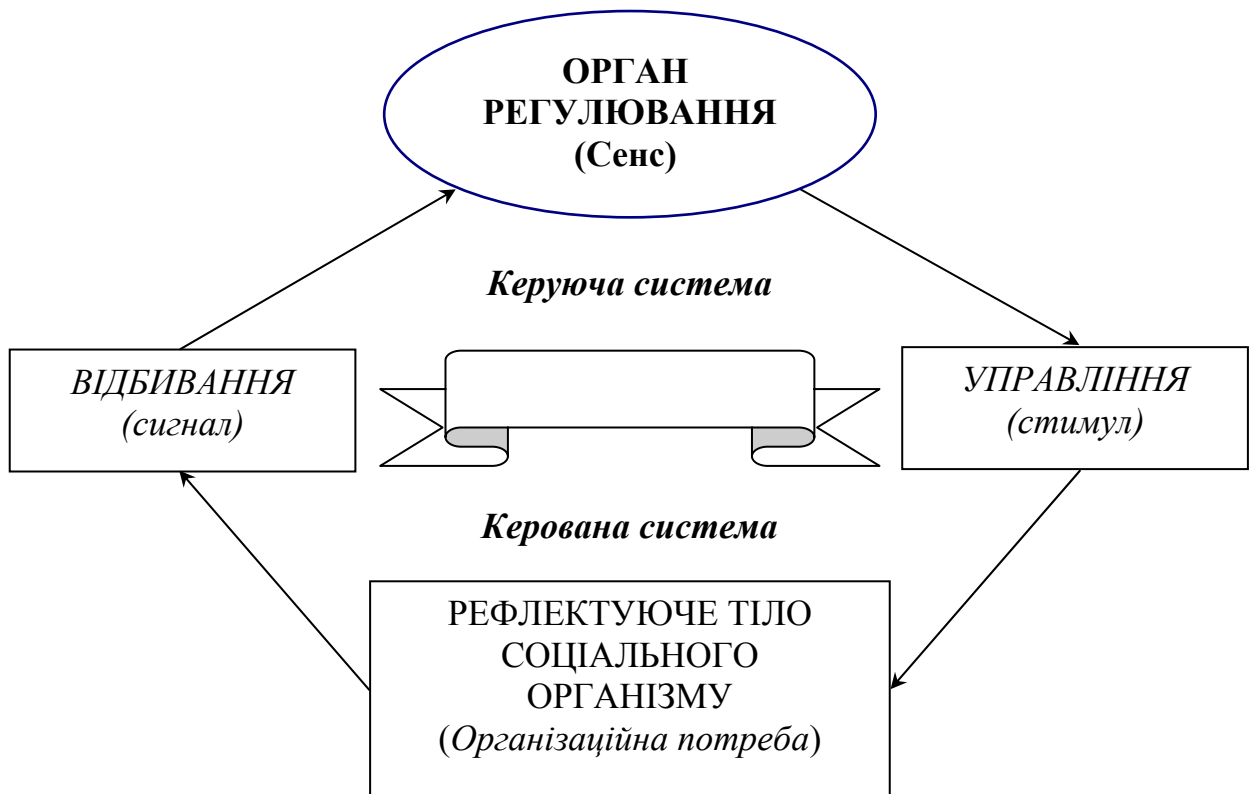 ОРГАН
РЕГУЛЮВАННЯ
(Сенс)
Керуюча система
ВІДБИВАННЯ
(сигнал)
УПРАВЛІННЯ
(стимул)
Керована система
РЕФЛЕКТУЮЧЕ ТІЛО
СОЦІАЛЬНОГО
ОРГАНІЗМУ
(Організаційна потреба)